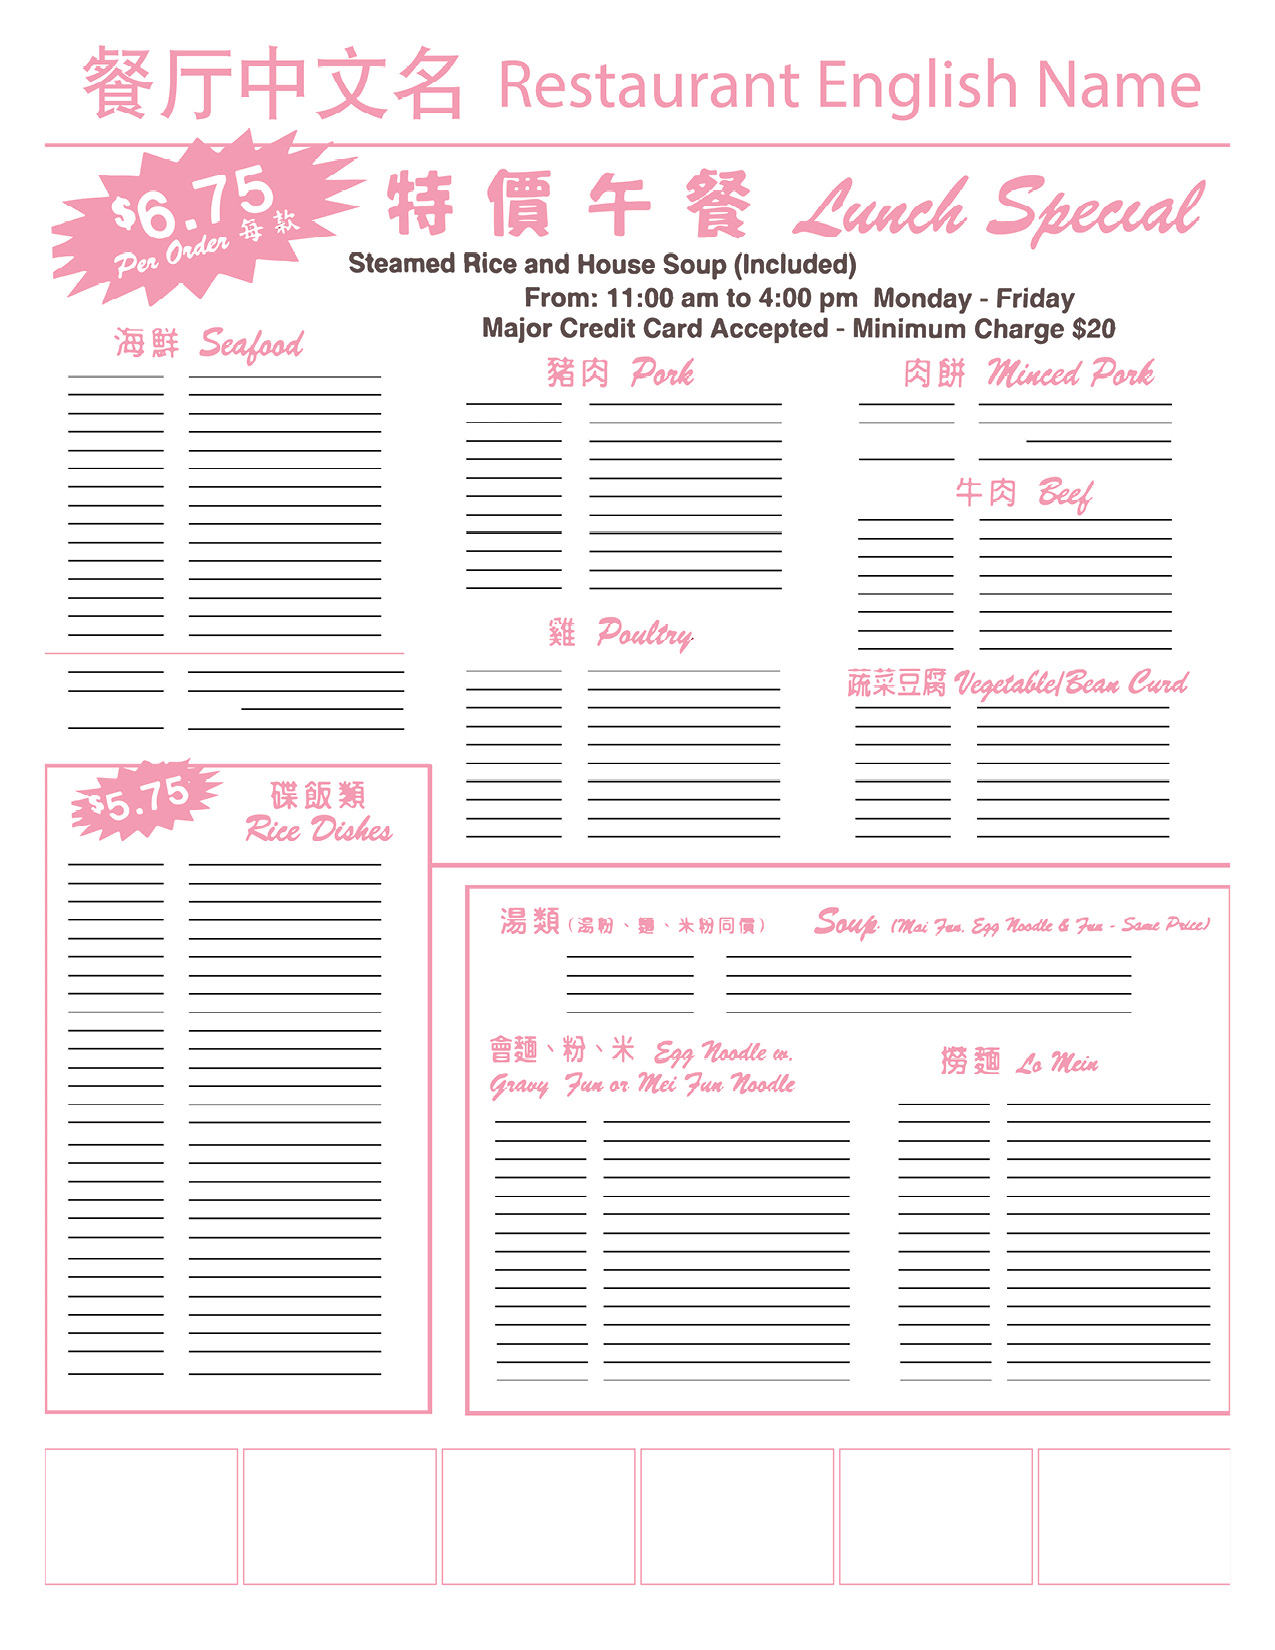 餐厅中文名 Restaurant English Name
$6.75
Per Order 每款
特價午餐 Lunch Special
Steamed Rice and House Soup (Included)
From: 11:00 am to 4:00 pm Monday - Friday
Major Credit Card Accepted - Minimum Charge $20
海鮮 Seafood
豬肉 Pork
肉餅 Minced Pork
牛肉 Beef
雞 Poultry
蔬菜豆腐 Vegetable/Bean Curd
$5.75
碟飯類
Rice Dishes
湯類 (湯粉、麵、米粉同價) Soup (Mai Fun, Egg Noodle & Fun - Same Price)
會麵、粉、米 Egg Noodle w.
Gravy Fun or Mei Fun Noodle
撈麵 Lo Mein